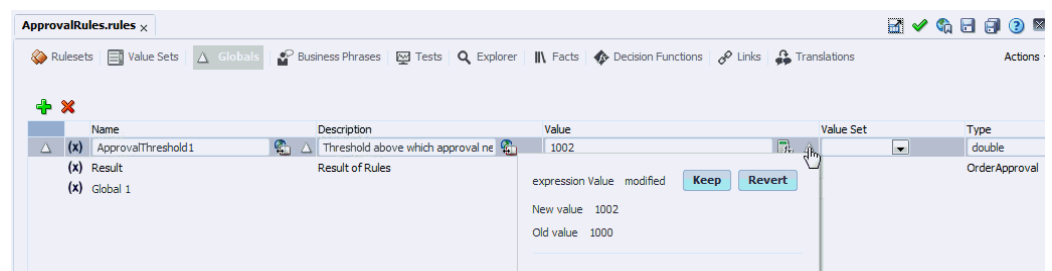 ApprovalRules.rules ×
Rulesets Value Sets Globals Business Phrases Tests Explorer Facts Decision Functions Links Translations Actions
Name Description Value Value Set Type
(x) ApprovalThreshold1 Threshold above which approval ne 1002 double
(x) Result Result of Rules OrderApproval
(x) Global 1
expression Value modified Keep Revert
New value 1002
Old value 1000